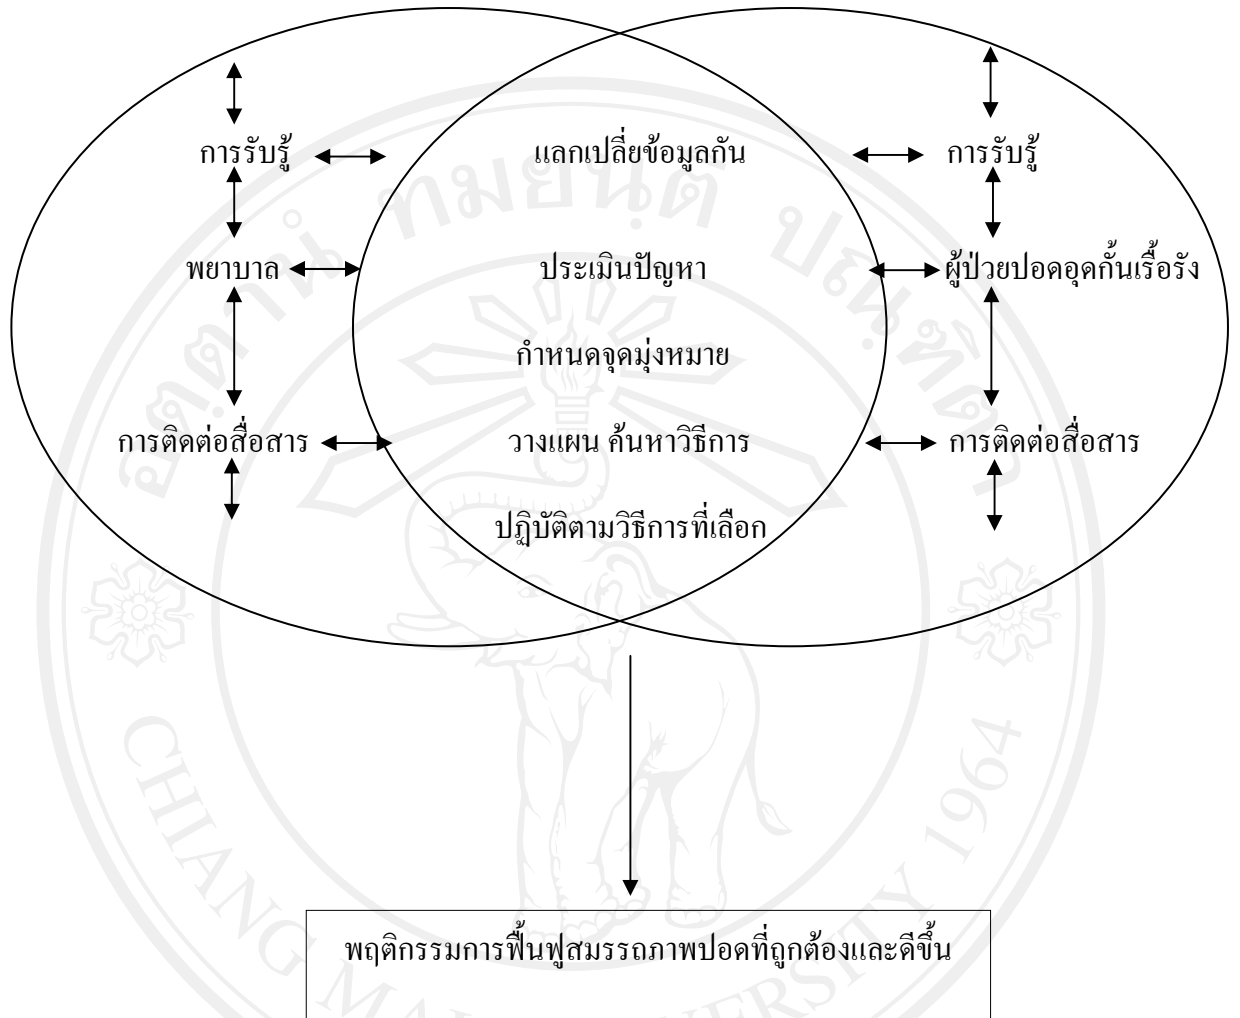 การรับรู้ แลกเปลี่ยข้อมูลกัน การรับรู้
พยาบาล ประเมินปัญหา ผู้ป่วยปอดอุดกั้นเรื้อรัง
กำหนดจุดมุ่งหมาย
การติดต่อสื่อสาร วางแผน ค้นหาวิธีการ การติดต่อสื่อสาร
ปฏิบัติตามวิธีการที่เลือก
พฤติกรรมการฟื้นฟูสมรรถภาพปอดที่ถูกต้องและดีขึ้น